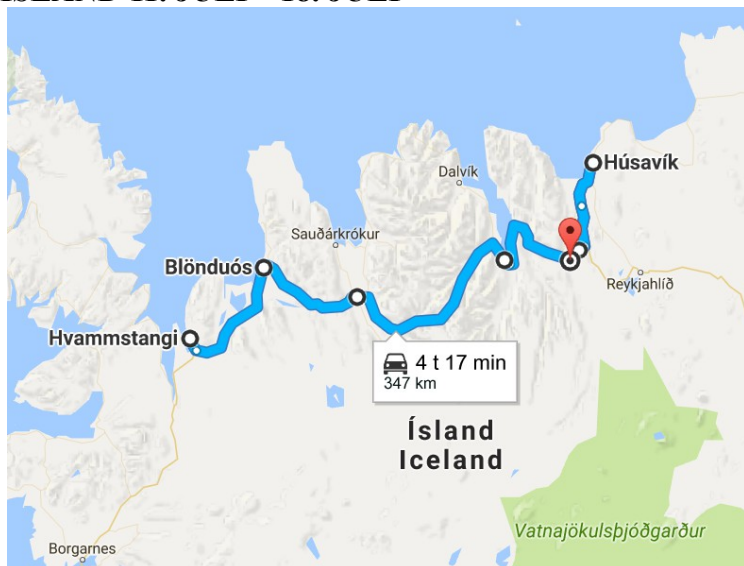 Húsavík
Dalvík
Sauðárkrókur
Blönduós
Reykjahlíð
Hvammstangi
4 t 17 min
347 km
Ísland
Iceland
Vatnajökulsþjóðgarður
Borgarnes